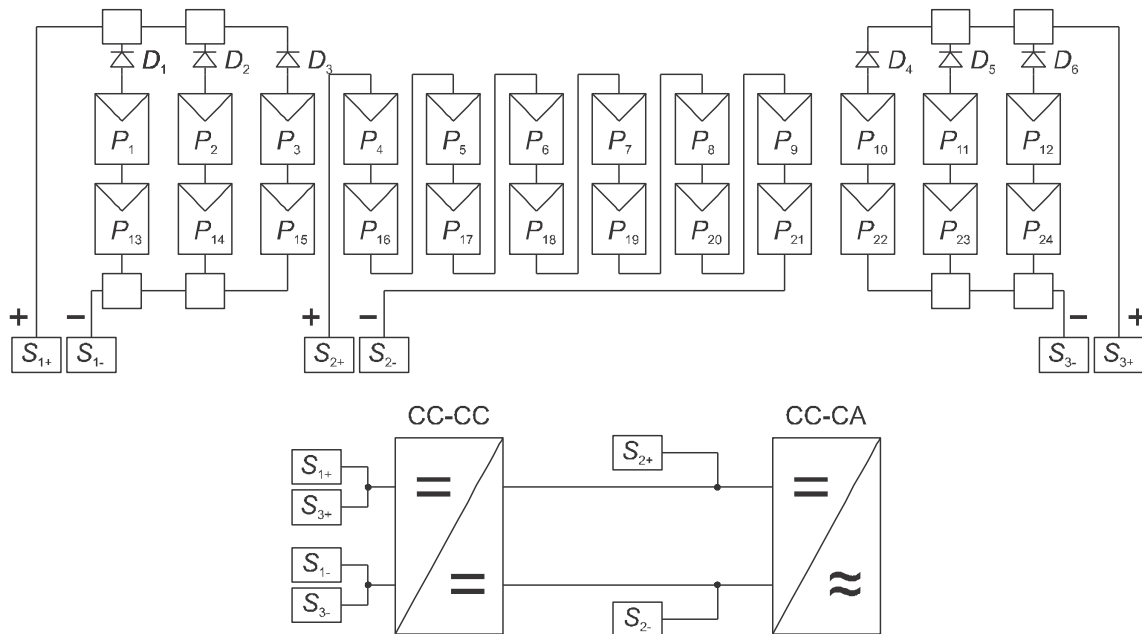 D₁ D₂ D₃ D₄ D₅ D₆
P₁ P₂ P₃ P₄ P₅ P₆ P₇ P₈ P₉ P₁₀ P₁₁ P₁₂
P₁₃ P₁₄ P₁₅ P₁₆ P₁₇ P₁₈ P₁₉ P₂₀ P₂₁ P₂₂ P₂₃ P₂₄
+ − + − − +
S₁₊ S₁₋ S₂₊ S₂₋ S₃₋ S₃₊
CC-CC CC-CA
S₂₊
S₁₊
= =
S₃₊
S₁₋
= ≈
S₃₋
S₂₋